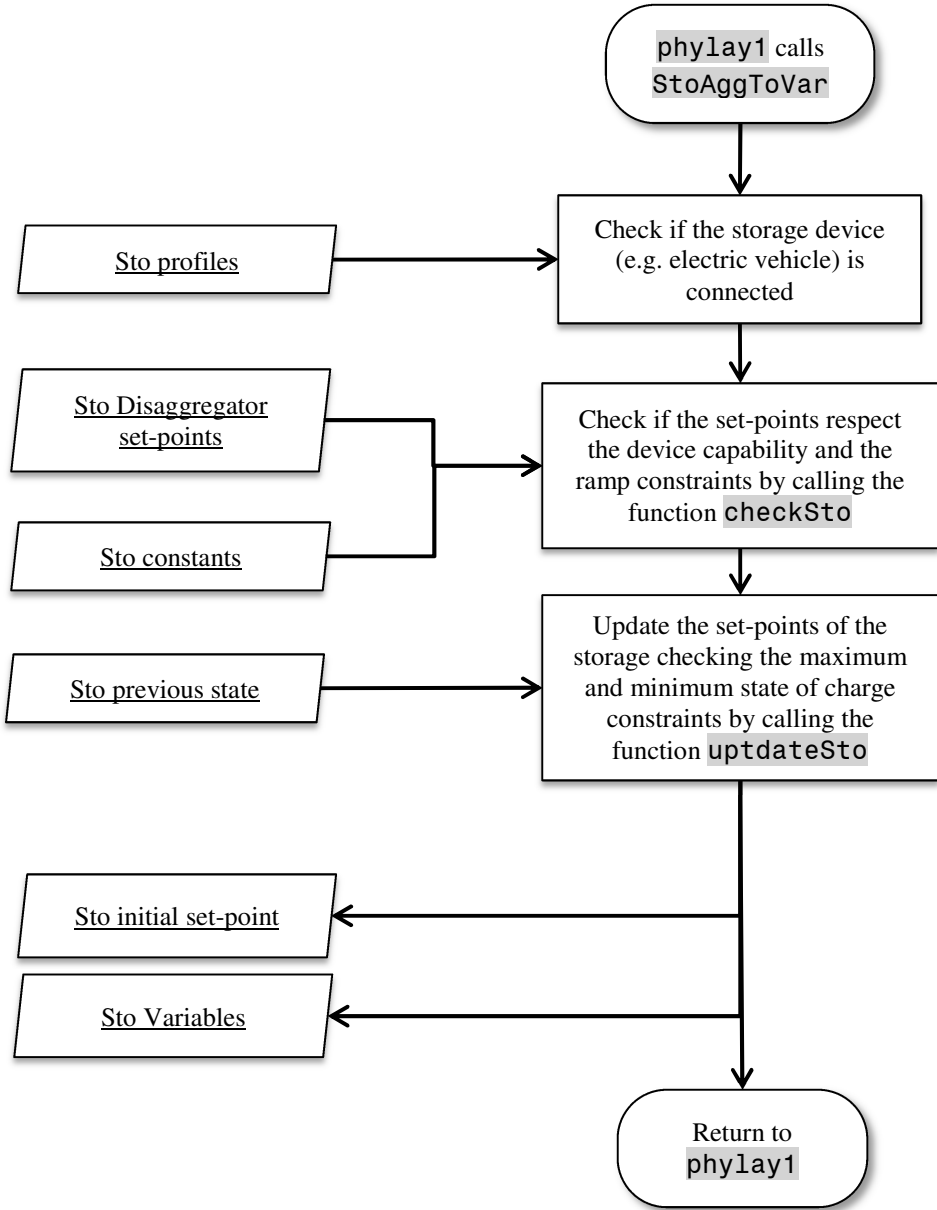 phylay1 calls
StoAggToVar
Sto profiles
Check if the storage device
(e.g. electric vehicle) is
connected
Sto Disaggregator
set-points
Sto constants
Check if the set-points respect
the device capability and the
ramp constraints by calling the
function checkSto
Sto previous state
Update the set-points of the
storage checking the maximum
and minimum state of charge
constraints by calling the
function uptdateSto
Sto initial set-point
Sto Variables
Return to
phylay1